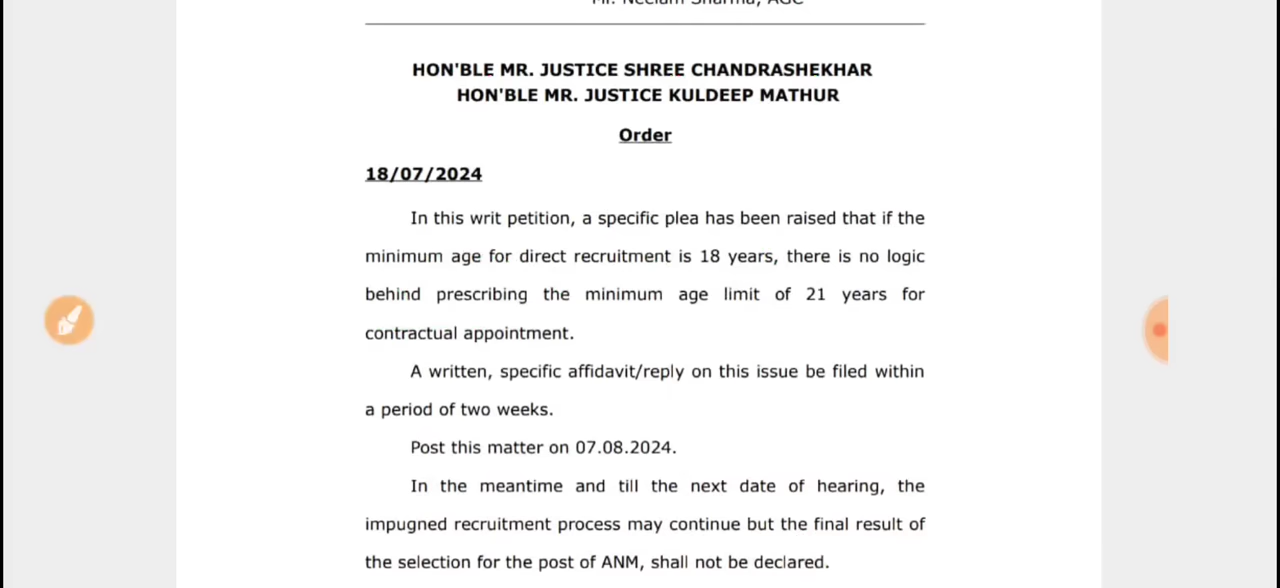 Mr. Neelam Sharma, AGC
HON'BLE MR. JUSTICE SHREE CHANDRASHEKHAR
HON'BLE MR. JUSTICE KULDEEP MATHUR
Order
18/07/2024
In this writ petition, a specific plea has been raised that if the
minimum age for direct recruitment is 18 years, there is no logic
behind prescribing the minimum age limit of 21 years for
contractual appointment.
A written, specific affidavit/reply on this issue be filed within
a period of two weeks.
Post this matter on 07.08.2024.
In the meantime and till the next date of hearing, the
impugned recruitment process may continue but the final result of
the selection for the post of ANM, shall not be declared.